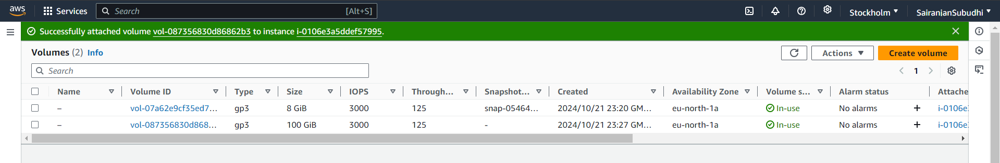 aws Services Search [Alt+S] Stockholm SairanjanSubudhi
Successfully attached volume vol-087356830d86862b3 to instance i-0106e3a5ddef57995.
Volumes (2) Info Actions Create volume
Search 1
Name Volume ID Type Size IOPS Through... Snapshot... Created Availability Zone Volume s... Alarm status Attache
– vol-07a62e9cf35ed7... gp3 8 GiB 3000 125 snap-05464... 2024/10/21 23:20 GM... eu-north-1a In-use No alarms + i-0106e
– vol-087356830d868... gp3 100 GiB 3000 125 - 2024/10/21 23:27 GM... eu-north-1a In-use No alarms + i-0106e